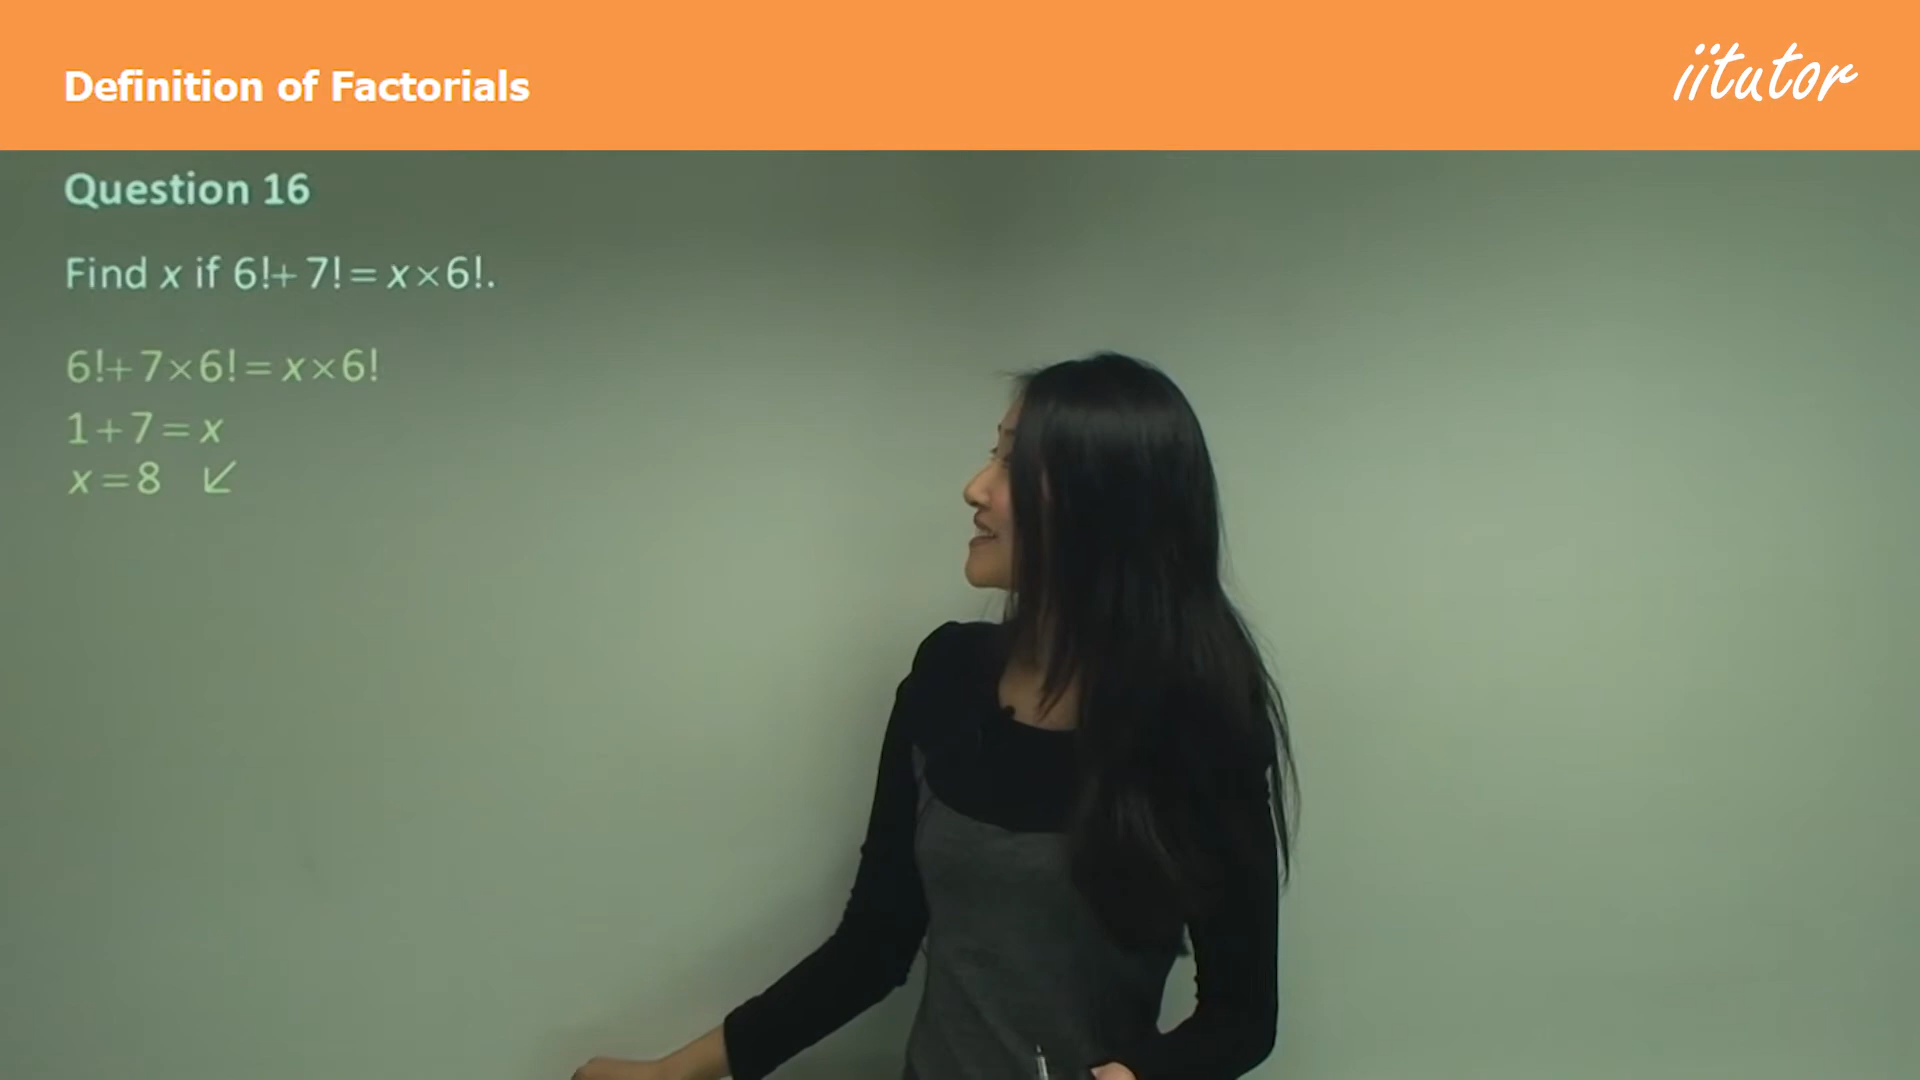 Definition of Factorials
iitutor
Question 16
Find x if 6!+7!=x×6!.
6!+7×6!=x×6!
1+7=x
x=8 ↙